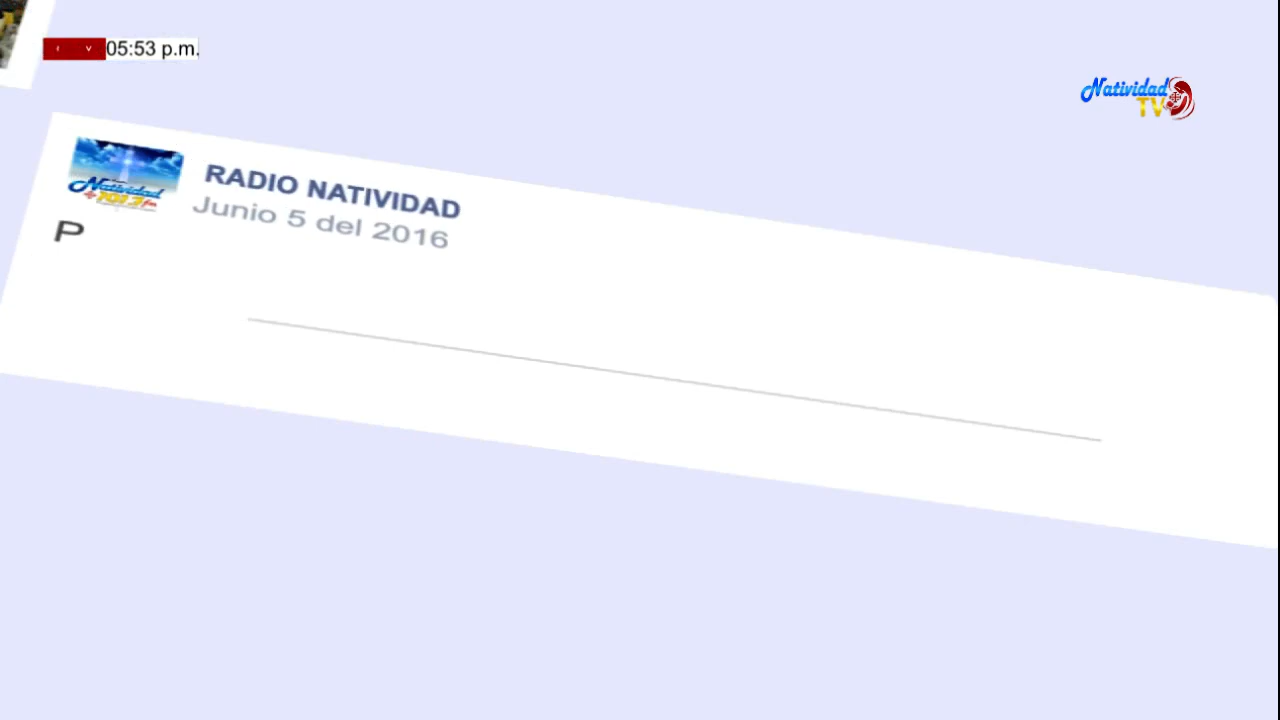 05:53 p.m.
Natividad
TV
Natividad
RADIO NATIVIDAD
Junio 5 del 2016
P